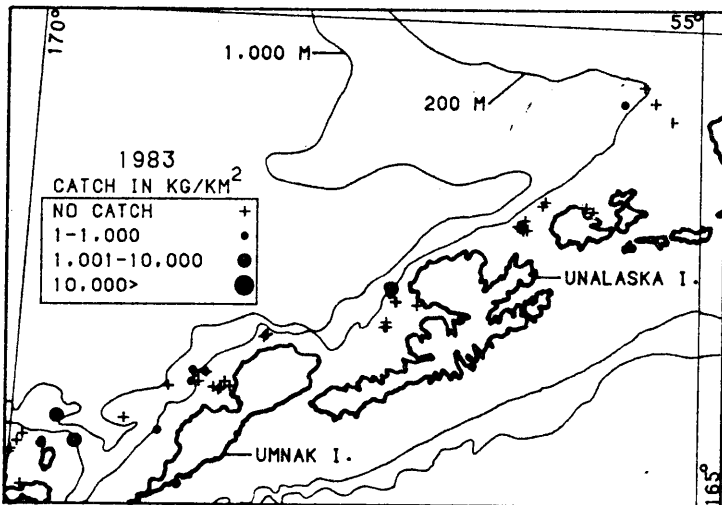 170°
55°
1.000 M
200 M
1983
CATCH IN KG/KM²
NO CATCH +
1-1.000
1.001-10.000
10.000>
UNALASKA I.
UMNAK I.
165°